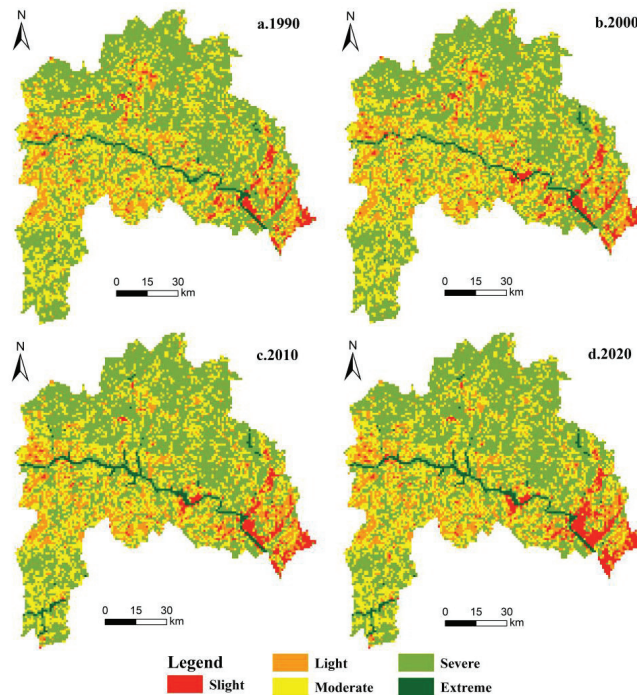 N
a.1990
0 15 30
km
N
b.2000
0 15 30
km
N
c.2010
0 15 30
km
N
d.2020
0 15 30
km
Legend
Slight
Light
Moderate
Severe
Extreme